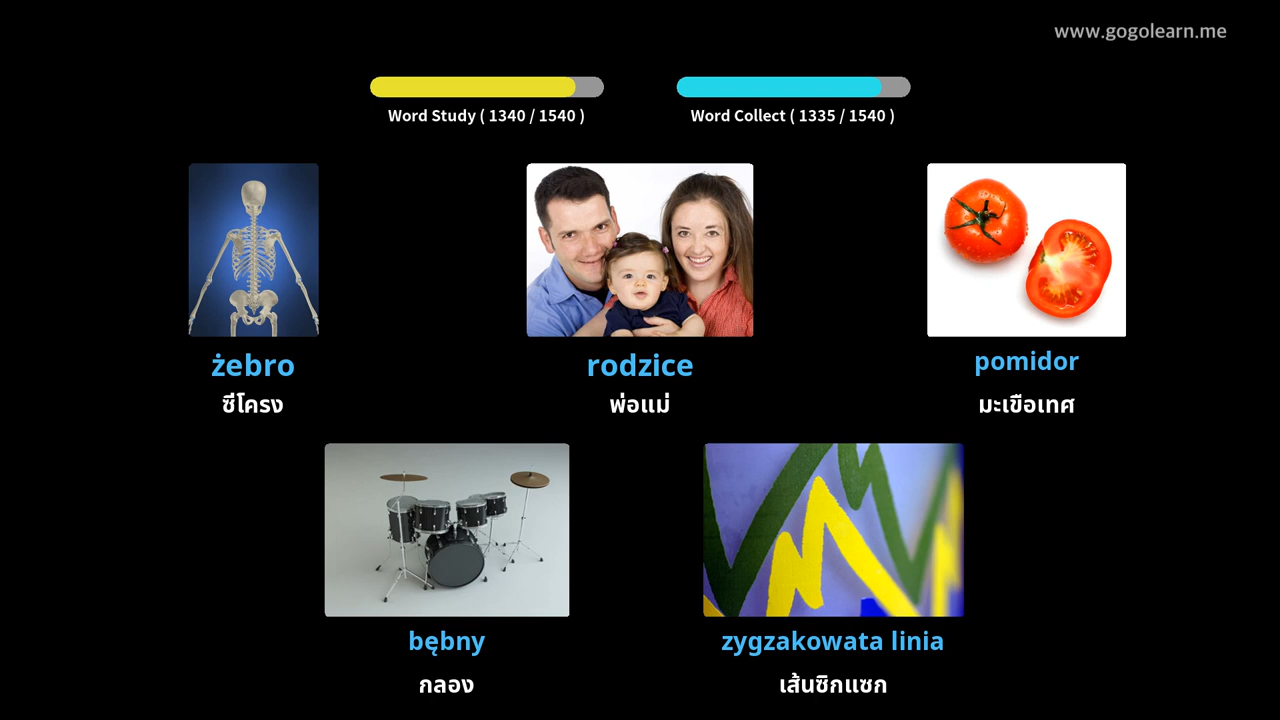 www.gogolearn.me
Word Study ( 1340 / 1540 )
Word Collect ( 1335 / 1540 )
żebro
rodzice
pomidor
ซี่โครง
พ่อแม่
มะเขือเทศ
bębny
zygzakowata linia
กลอง
เส้นซิกแซก